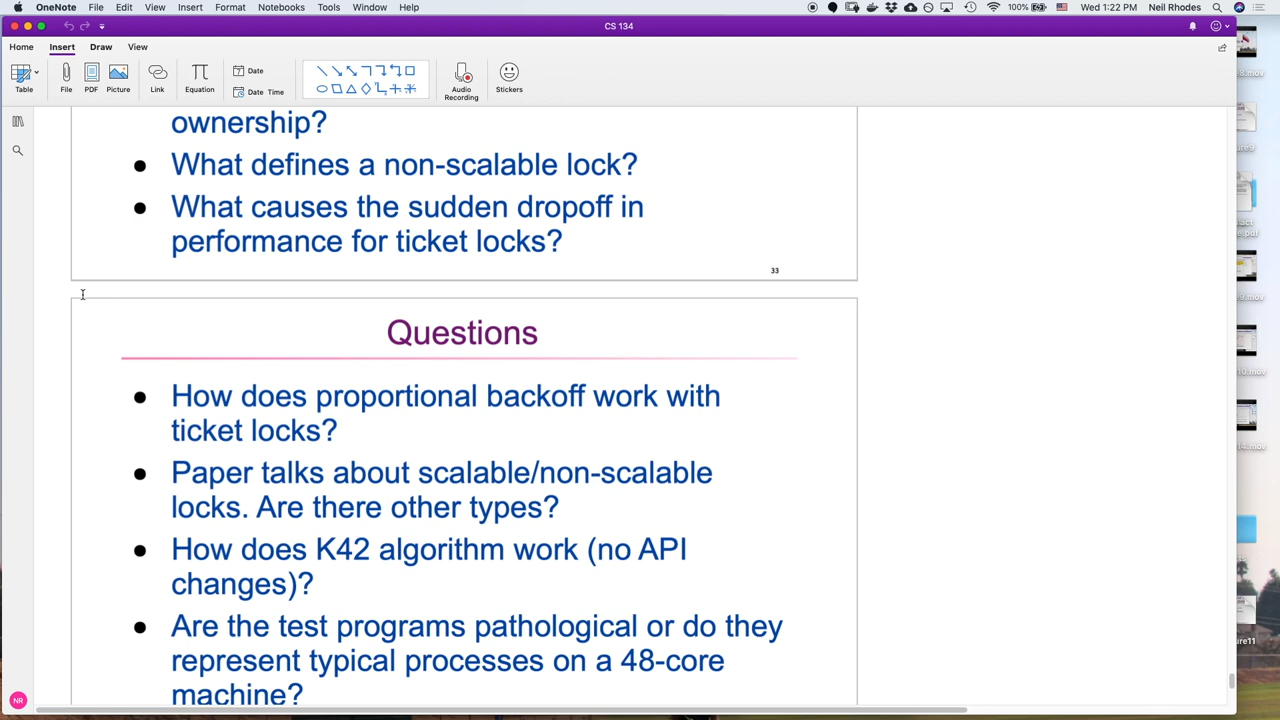 OneNote File Edit View Insert Format Notebooks Tools Window Help 100% Wed 1:22 PM Neil Rhodes
CS 134
Home Insert Draw View
Table File PDF Picture Link Equation Date Date Time Audio Recording Stickers
ownership?
• What defines a non-scalable lock?
• What causes the sudden dropoff in
performance for ticket locks?
33
Questions
• How does proportional backoff work with
ticket locks?
• Paper talks about scalable/non-scalable
locks. Are there other types?
• How does K42 algorithm work (no API
changes)?
• Are the test programs pathological or do they
represent typical processes on a 48-core
machine?
NR